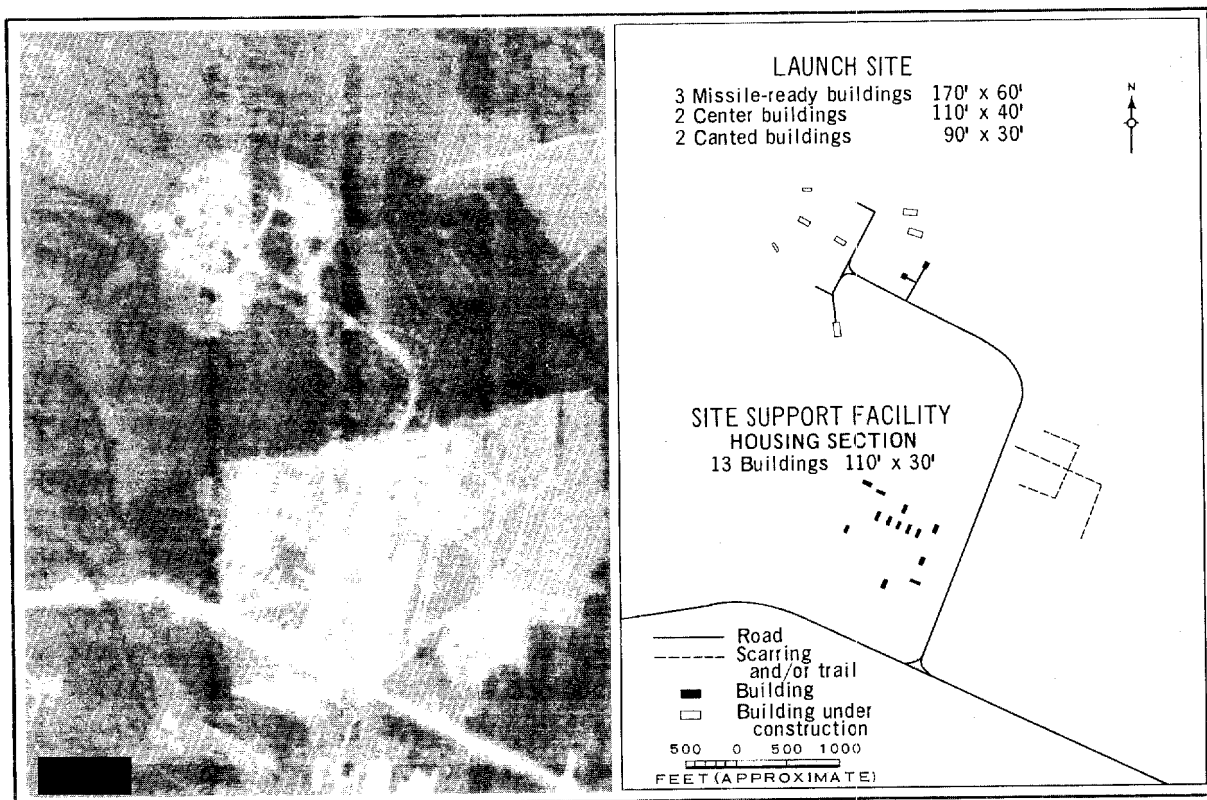 LAUNCH SITE
3 Missile-ready buildings 170' x 60'
2 Center buildings 110' x 40'
2 Canted buildings 90' x 30'
N
SITE SUPPORT FACILITY
HOUSING SECTION
13 Buildings 110' x 30'
Road
Scarring
and/or trail
Building
Building under
construction
500 0 500 1000
FEET (APPROXIMATE)